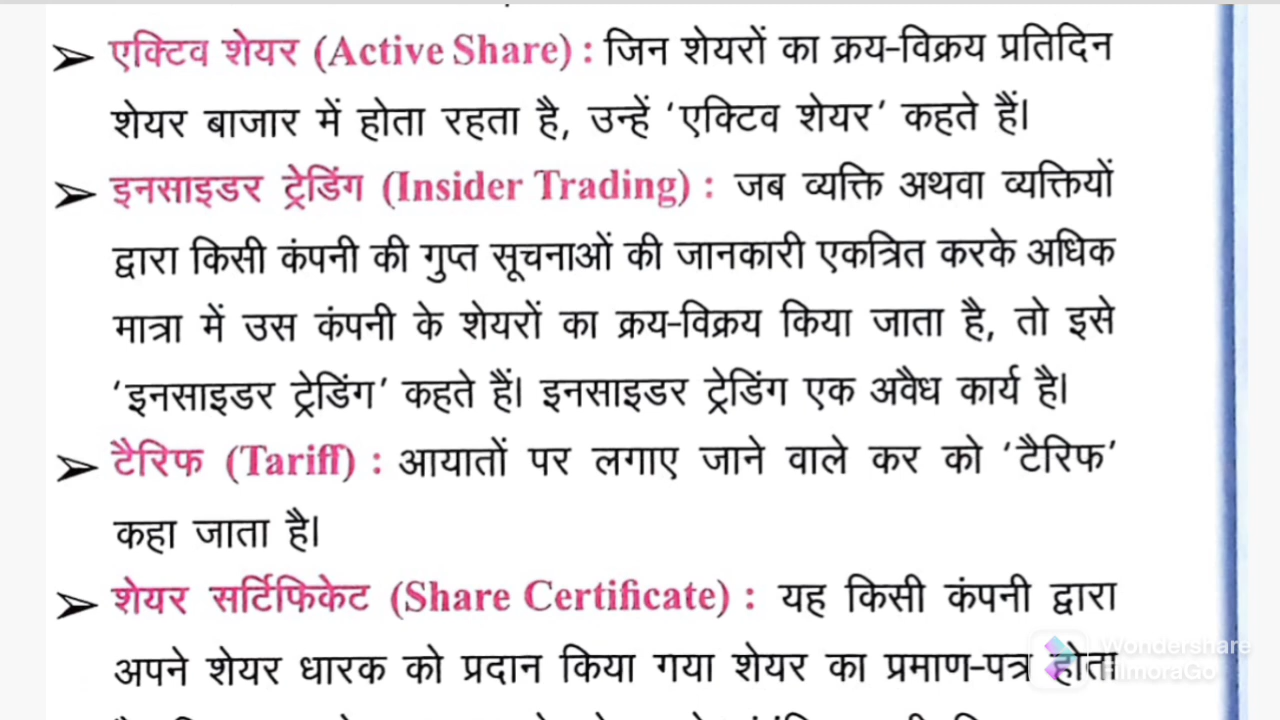 ➢ एक्टिव शेयर (Active Share) : जिन शेयरों का क्रय-विक्रय प्रतिदिन
शेयर बाजार में होता रहता है, उन्हें ‘एक्टिव शेयर’ कहते हैं।
➢ इनसाइडर ट्रेडिंग (Insider Trading) : जब व्यक्ति अथवा व्यक्तियों
द्वारा किसी कंपनी की गुप्त सूचनाओं की जानकारी एकत्रित करके अधिक
मात्रा में उस कंपनी के शेयरों का क्रय-विक्रय किया जाता है, तो इसे
‘इनसाइडर ट्रेडिंग’ कहते हैं। इनसाइडर ट्रेडिंग एक अवैध कार्य है।
➢ टैरिफ (Tariff) : आयातों पर लगाए जाने वाले कर को ‘टैरिफ’
कहा जाता है।
➢ शेयर सर्टिफिकेट (Share Certificate) : यह किसी कंपनी द्वारा
अपने शेयर धारक को प्रदान किया गया शेयर का प्रमाण-पत्र होता
Wondershare
FilmoraGo